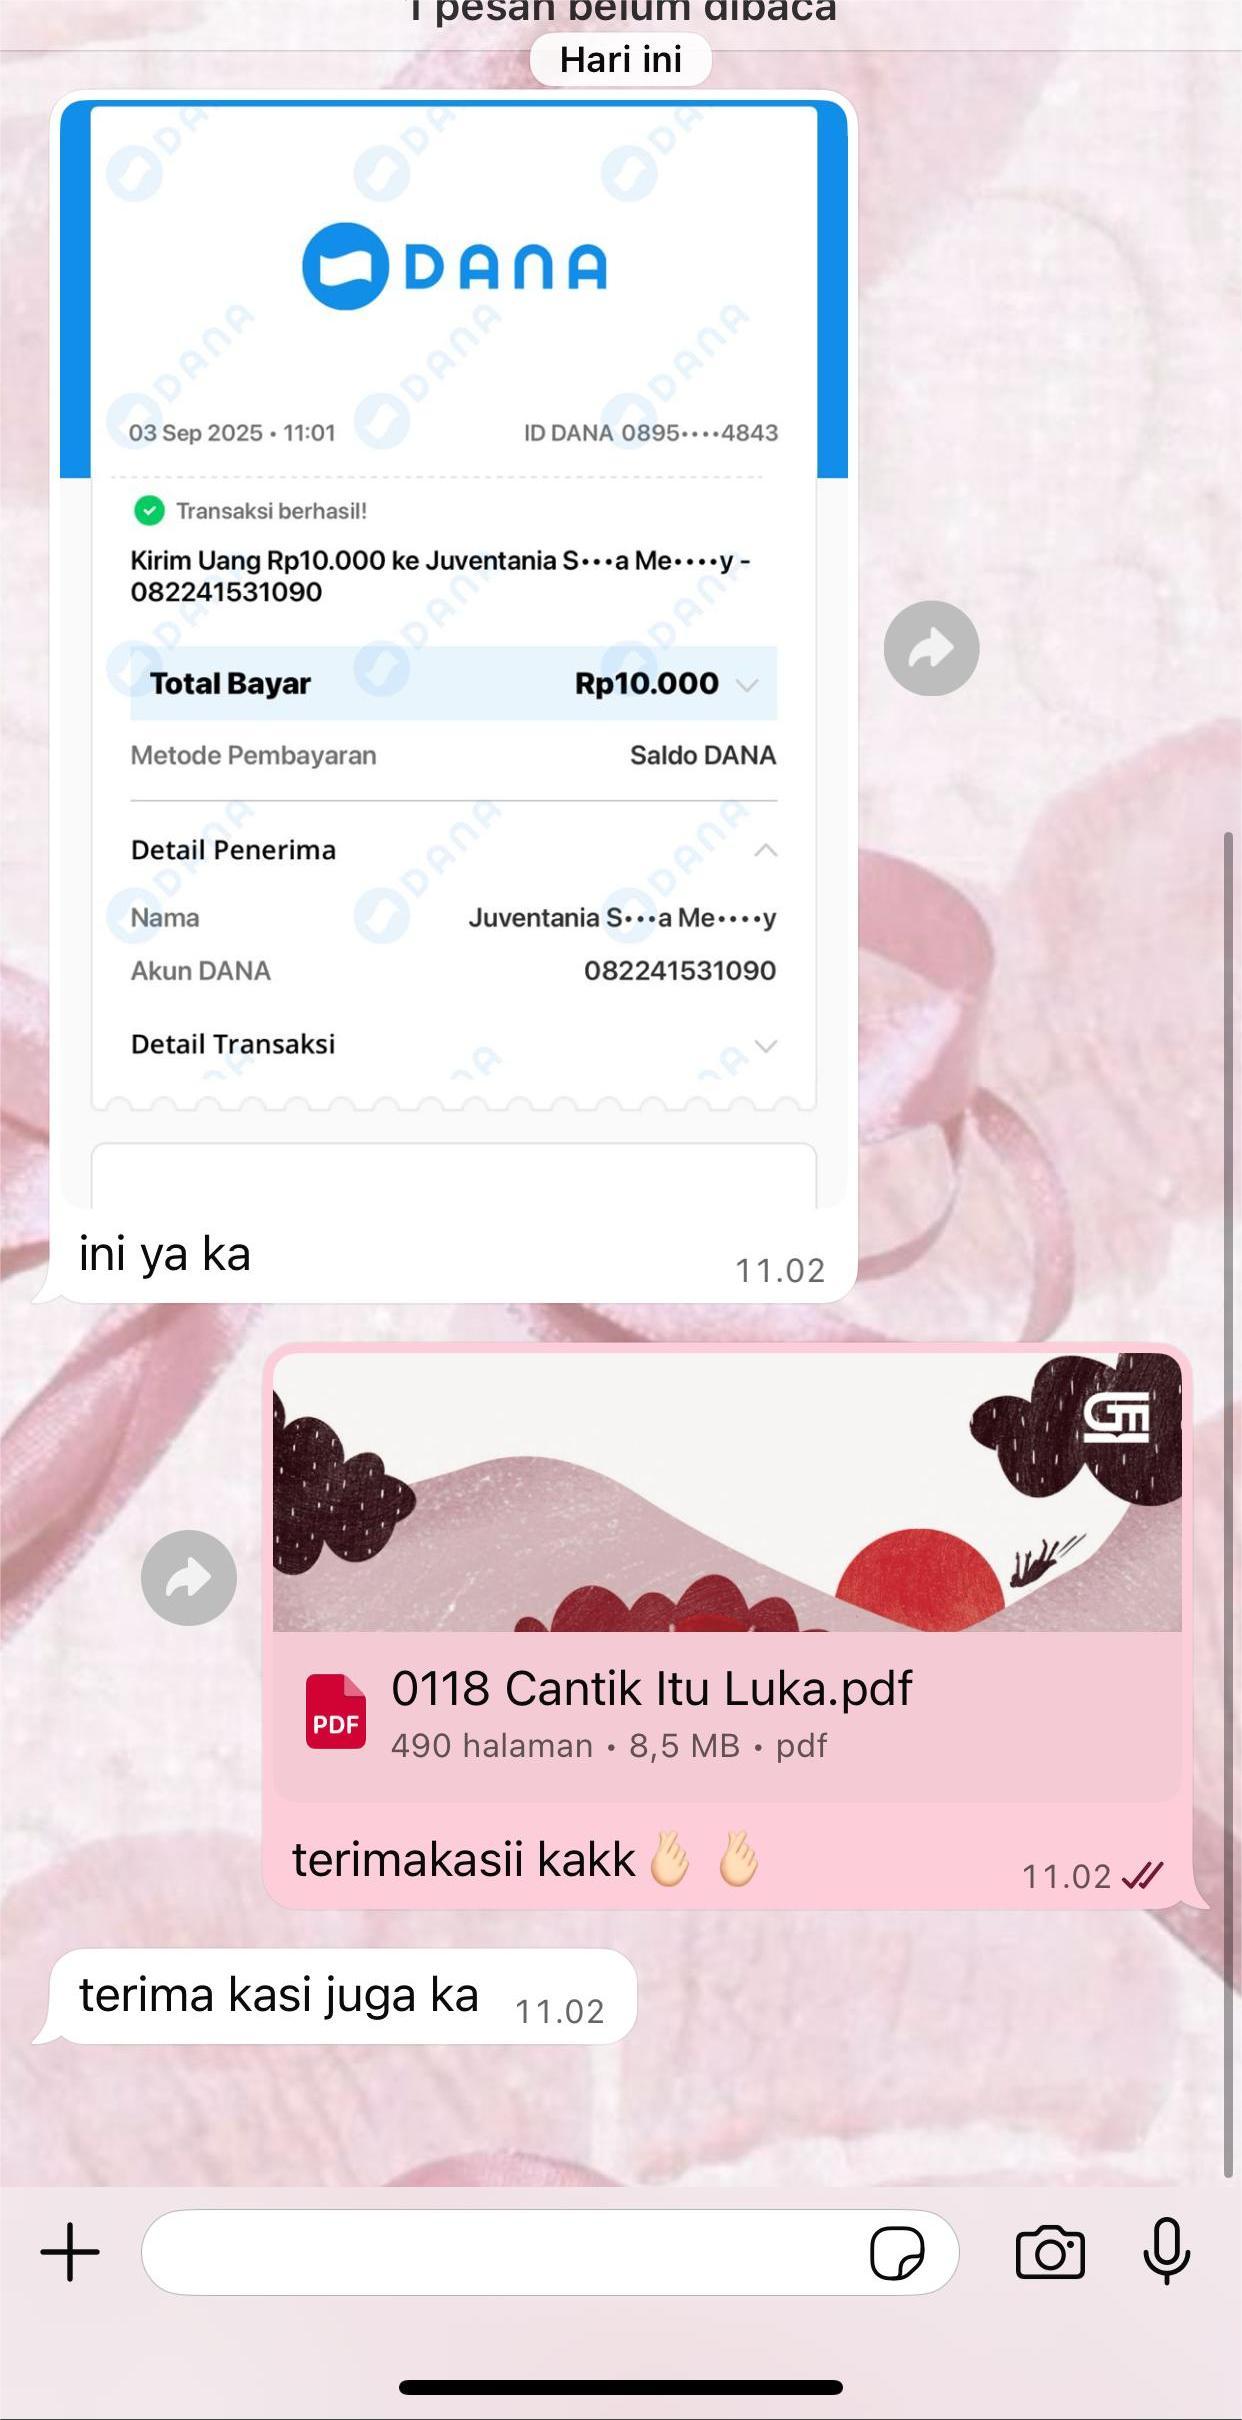 1 pesan belum dibaca
Hari ini
DANA
03 Sep 2025 • 11:01 ID DANA 0895••••4843
Transaksi berhasil!
Kirim Uang Rp10.000 ke Juventania S•••a Me••••y -
082241531090
Total Bayar Rp10.000
Metode Pembayaran Saldo DANA
Detail Penerima
Nama Juventania S•••a Me••••y
Akun DANA 082241531090
Detail Transaksi
ini ya ka
11.02
GM
PDF
0118 Cantik Itu Luka.pdf
490 halaman • 8,5 MB • pdf
terimakasii kakk🫰🏻 🫰🏻
11.02
terima kasi juga ka 11.02